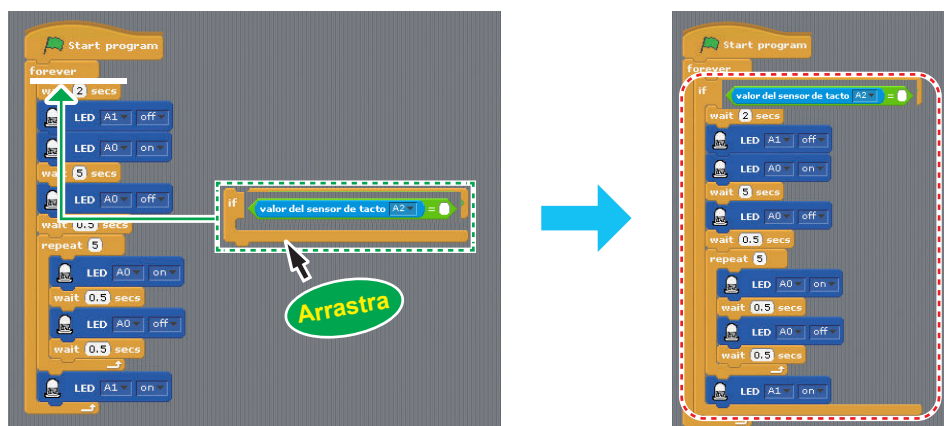 Start program
forever
wait 2 secs
LED A1 off
LED A0 on
wait 5 secs
LED A0 off
wait 0.5 secs
repeat 5
LED A0 on
wait 0.5 secs
LED A0 off
wait 0.5 secs
LED A1 on
if valor del sensor de tacto A2 =
Arrastra
Start program
forever
if valor del sensor de tacto A2 =
wait 2 secs
LED A1 off
LED A0 on
wait 5 secs
LED A0 off
wait 0.5 secs
repeat 5
LED A0 on
wait 0.5 secs
LED A0 off
wait 0.5 secs
LED A1 on